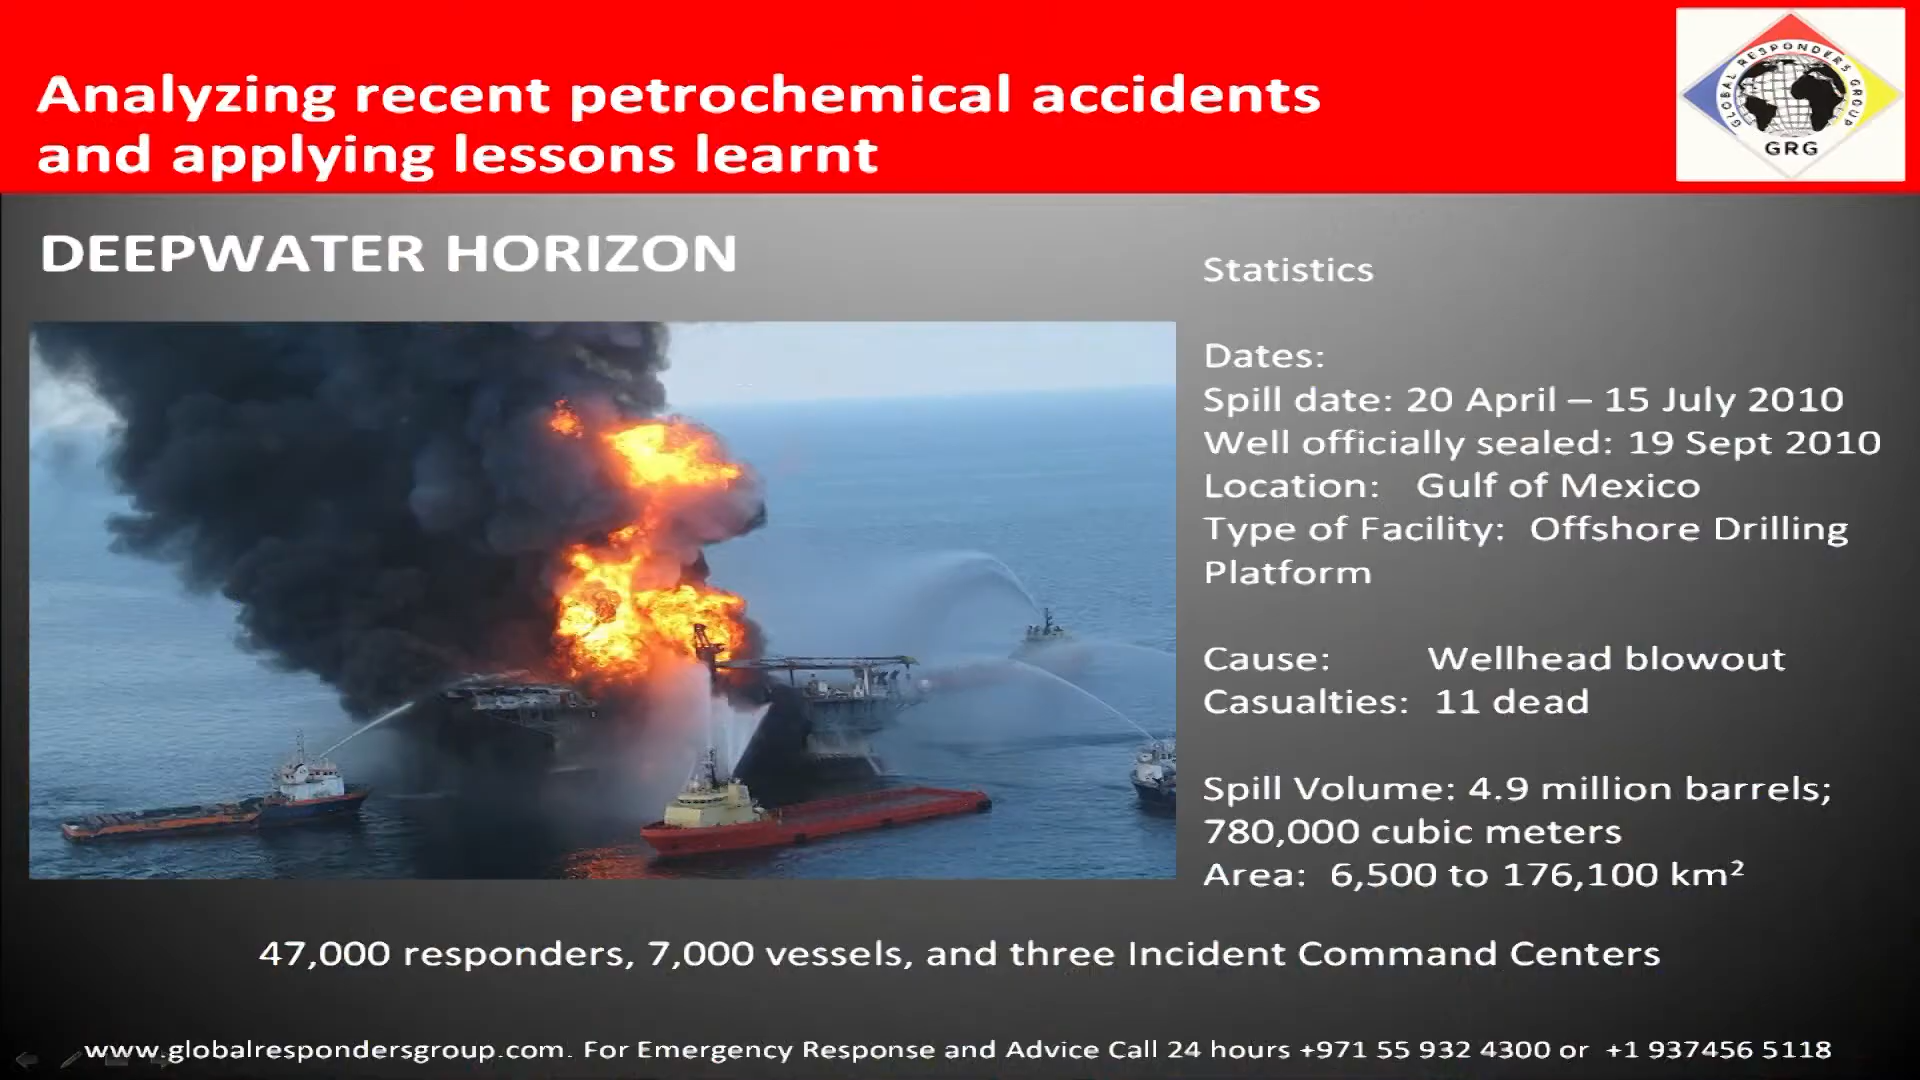 Analyzing recent petrochemical accidents
and applying lessons learnt
GLOBAL RESPONDERS GROUP
GRG
DEEPWATER HORIZON
Statistics
Dates:
Spill date: 20 April – 15 July 2010
Well officially sealed: 19 Sept 2010
Location: Gulf of Mexico
Type of Facility: Offshore Drilling
Platform
Cause: Wellhead blowout
Casualties: 11 dead
Spill Volume: 4.9 million barrels;
780,000 cubic meters
Area: 6,500 to 176,100 km²
47,000 responders, 7,000 vessels, and three Incident Command Centers
www.globalrespondersgroup.com. For Emergency Response and Advice Call 24 hours +971 55 932 4300 or +1 937456 5118